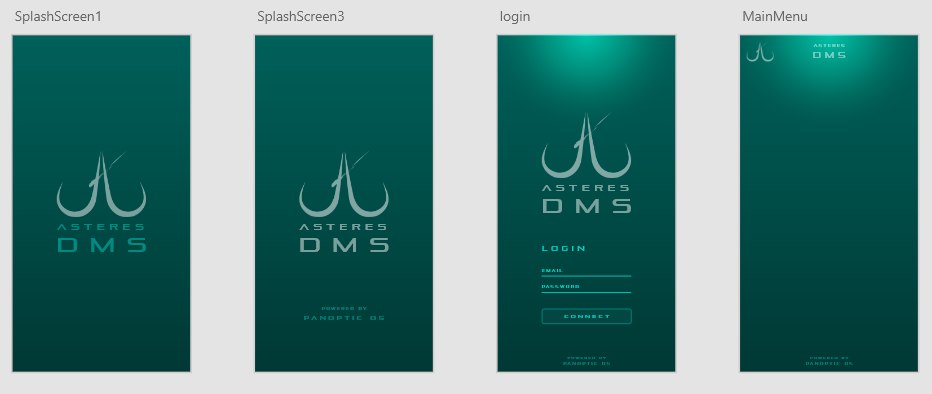 SplashScreen1
SplashScreen3
login
MainMenu
ASTERES
DMS
ASTERES
DMS
POWERED BY
PANOPTIC OS
ASTERES
DMS
LOGIN
EMAIL
PASSWORD
CONNECT
POWERED BY
PANOPTIC OS
ASTERES
DMS
POWERED BY
PANOPTIC OS